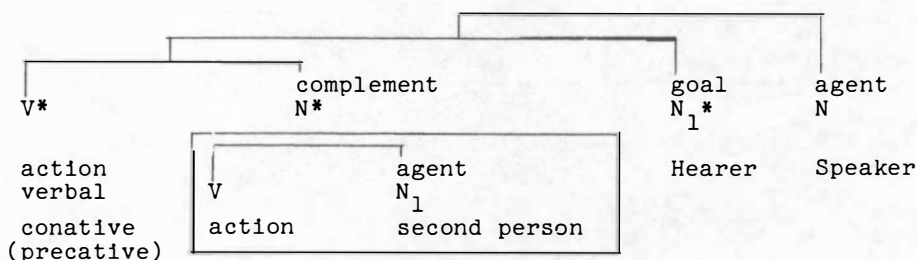 complement goal agent
V* N* N₁* N
action agent Hearer Speaker
verbal V N₁
conative action second person
(precative)